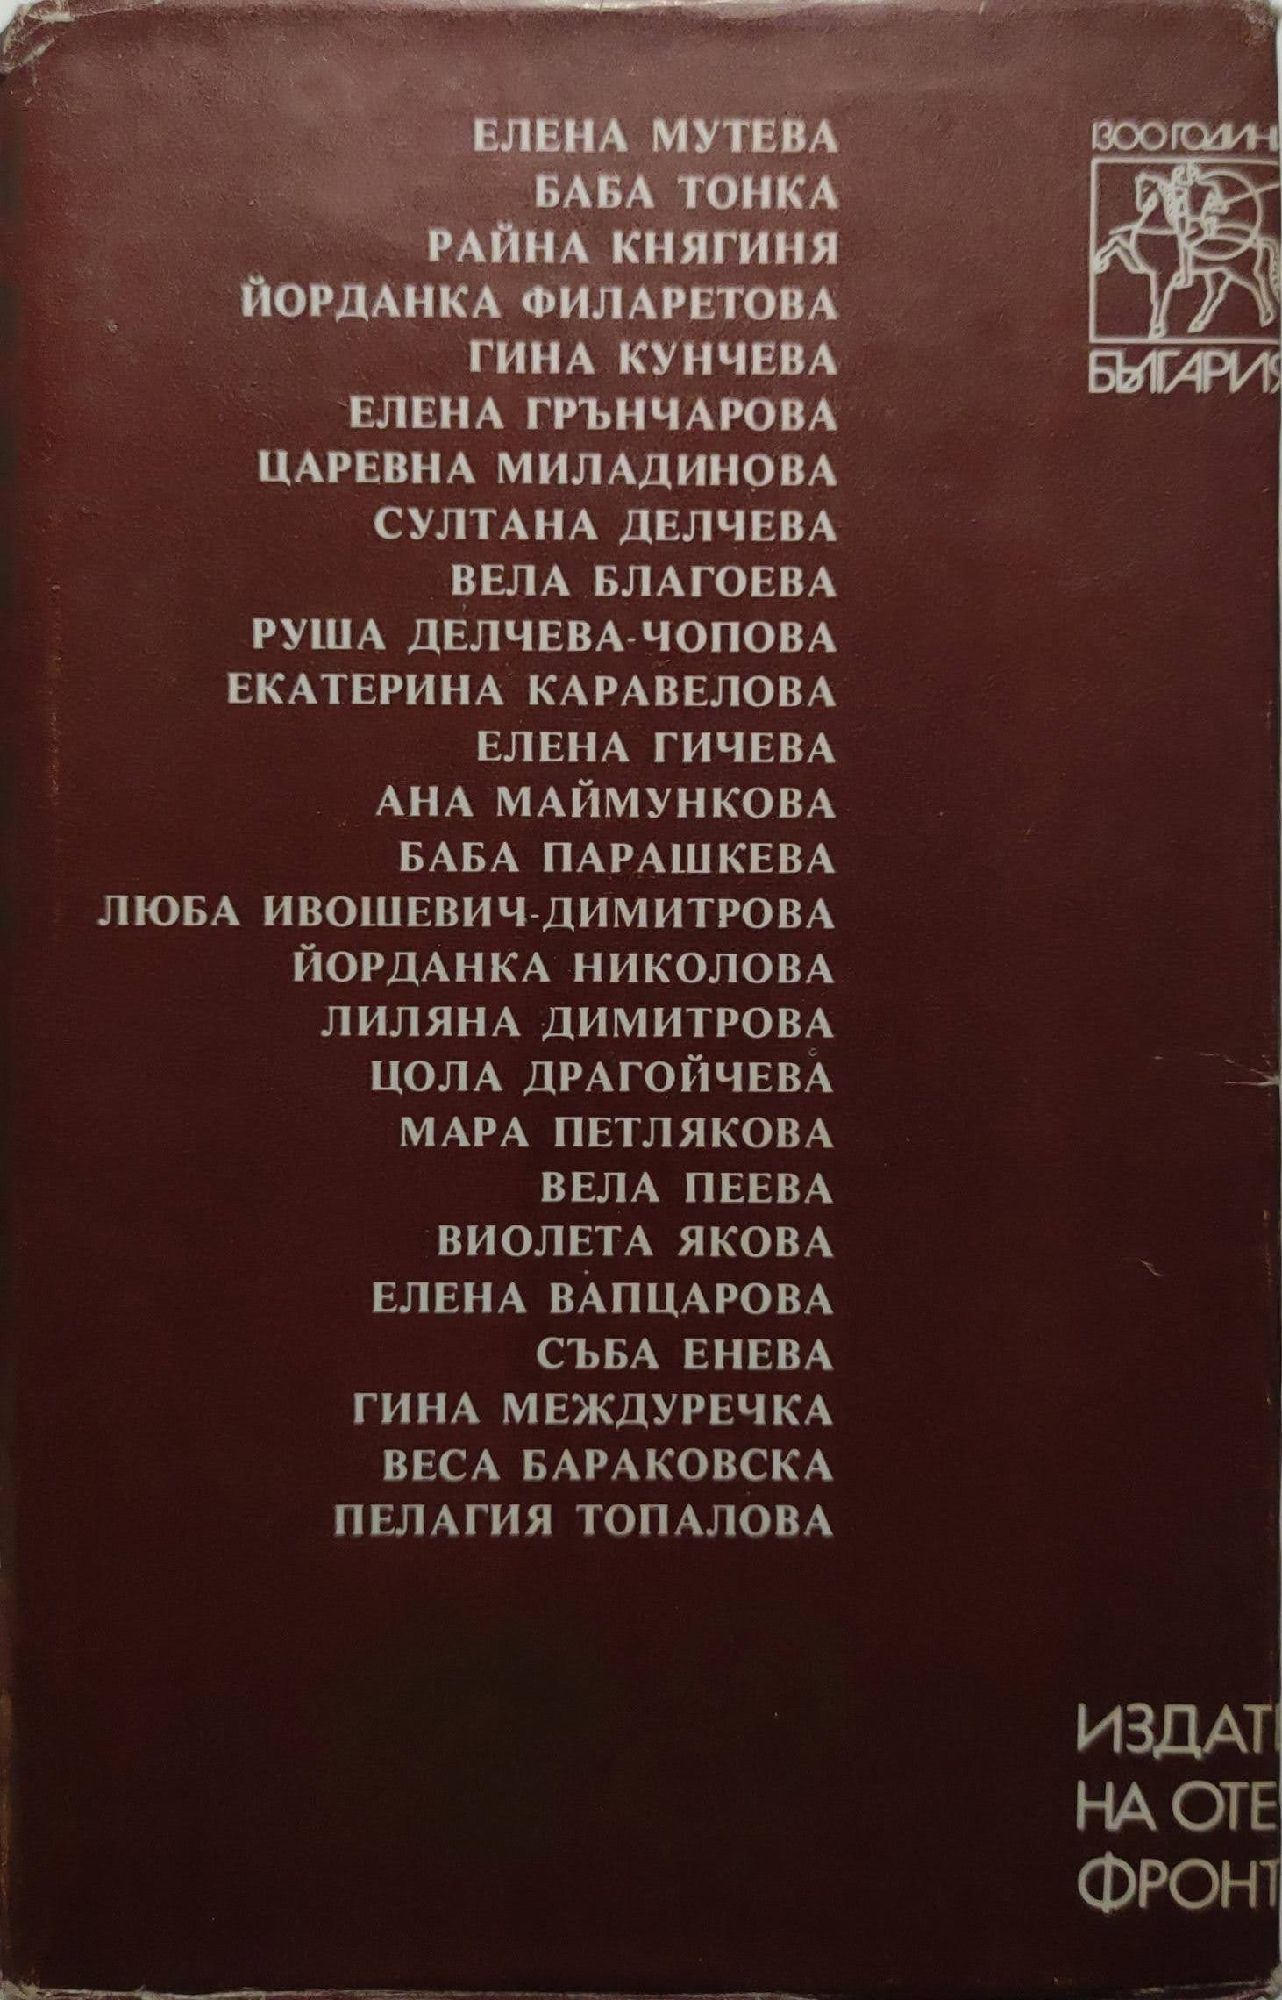 ЕЛЕНА МУТЕВА
БАБА ТОНКА
РАЙНА КНЯГИНЯ
ЙОРДАНКА ФИЛАРЕТОВА
ГИНА КУНЧЕВА
ЕЛЕНА ГРЪНЧАРОВА
ЦАРЕВНА МИЛАДИНОВА
СУЛТАНА ДЕЛЧЕВА
ВЕЛА БЛАГОЕВА
РУША ДЕЛЧЕВА-ЧОПОВА
ЕКАТЕРИНА КАРАВЕЛОВА
ЕЛЕНА ГИЧЕВА
АНА МАЙМУНКОВА
БАБА ПАРАШКЕВА
ЛЮБА ИВОШЕВИЧ-ДИМИТРОВА
ЙОРДАНКА НИКОЛОВА
ЛИЛЯНА ДИМИТРОВА
ЦОЛА ДРАГОЙЧЕВА
МАРА ПЕТЛЯКОВА
ВЕЛА ПЕЕВА
ВИОЛЕТА ЯКОВА
ЕЛЕНА ВАПЦАРОВА
СЪБА ЕНЕВА
ГИНА МЕЖДУРЕЧКА
ВЕСА БАРАКОВСКА
ПЕЛАГИЯ ТОПАЛОВА
1300 ГОДИНИ
БЪЛГАРИЯ
ИЗДАТ
НА ОТЕ
ФРОНТ